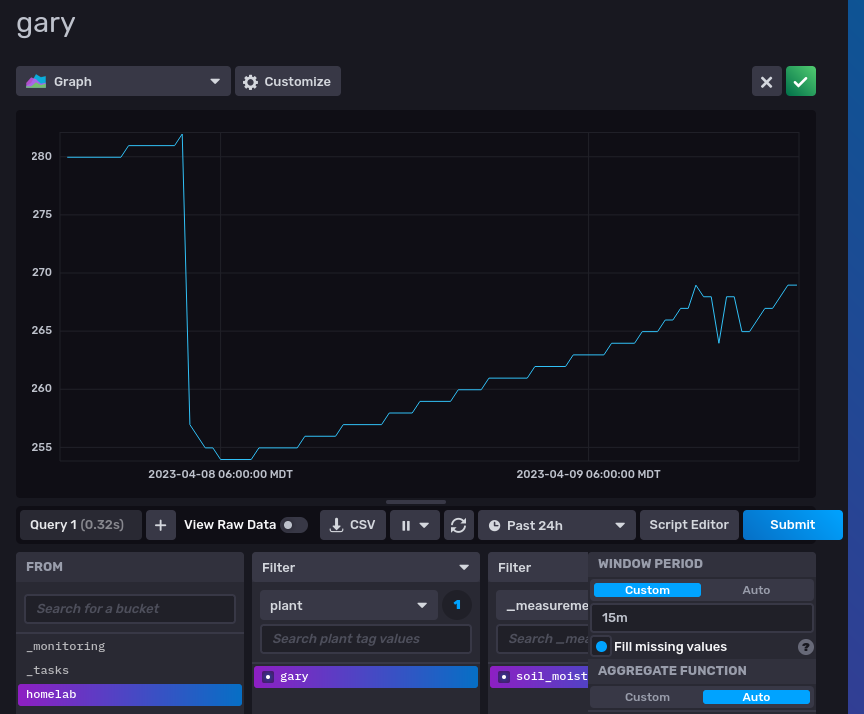 gary
Graph
Customize
280
275
270
265
260
255
2023-04-08 06:00:00 MDT
2023-04-09 06:00:00 MDT
Query 1 (0.32s)
+
View Raw Data
CSV
Past 24h
Script Editor
Submit
FROM
Filter
Filter
WINDOW PERIOD
Custom
Auto
Search for a bucket
plant
1
_measureme
15m
Search plant tag values
Search _mea
Fill missing values
?
_monitoring
_tasks
homelab
gary
soil_moist
AGGREGATE FUNCTION
Custom
Auto